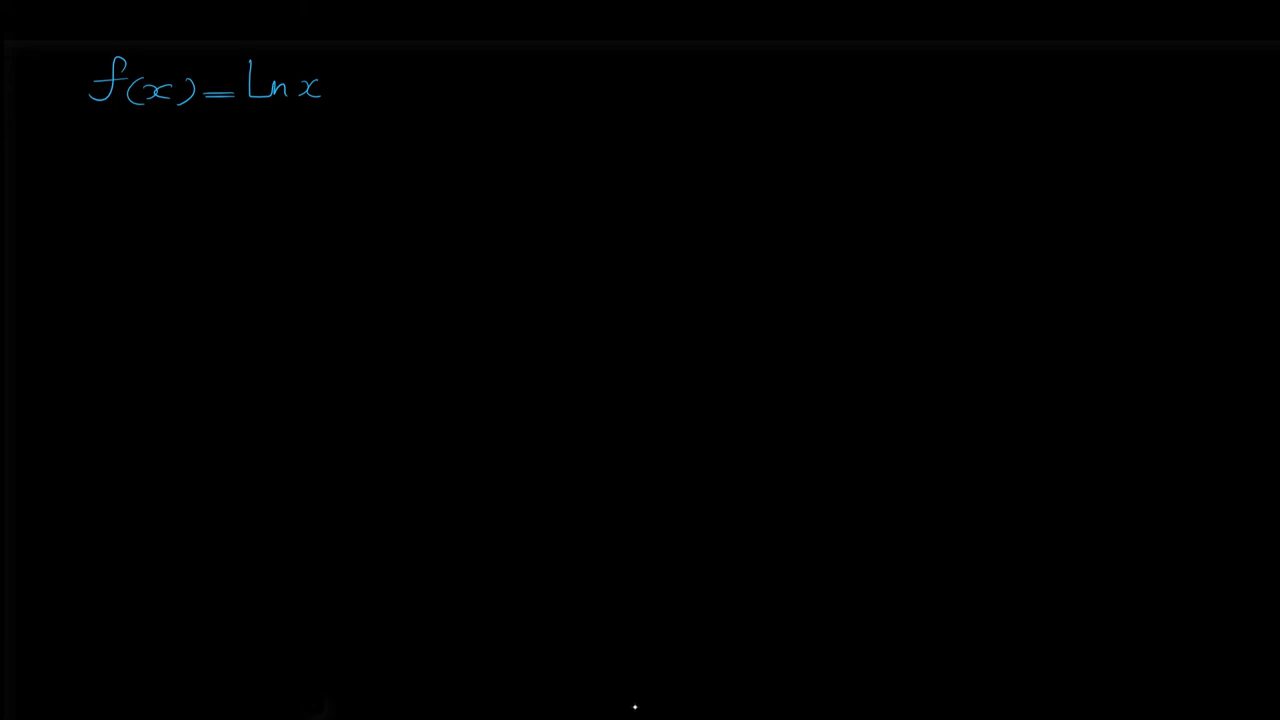 f(x) = Ln x